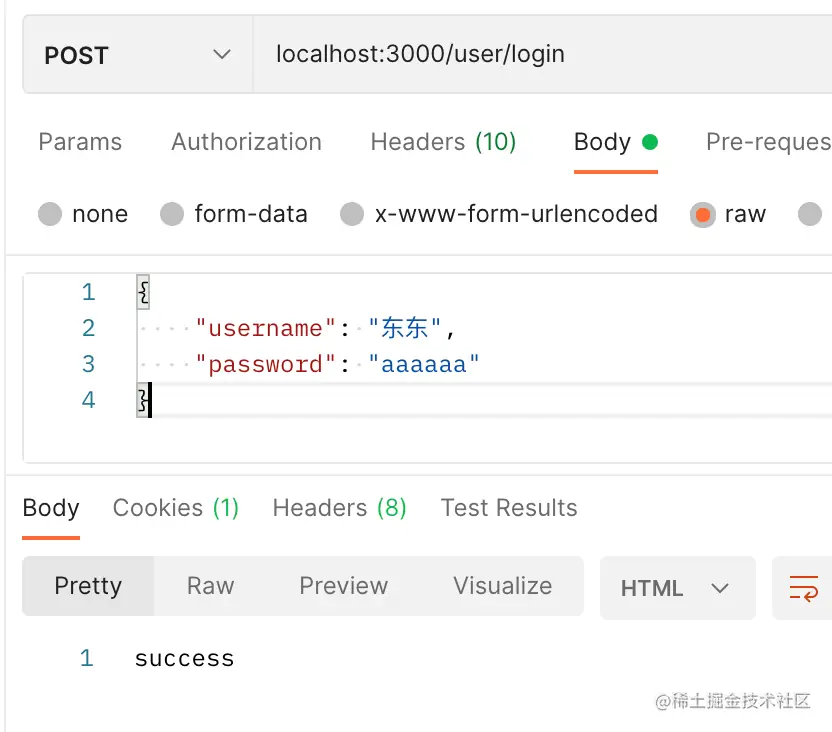 POST localhost:3000/user/login
Params Authorization Headers (10) Body Pre-reques
none form-data x-www-form-urlencoded raw
1 {
2 "username": "东东",
3 "password": "aaaaaa"
4 }
Body Cookies (1) Headers (8) Test Results
Pretty Raw Preview Visualize HTML
1 success
@稀土掘金技术社区